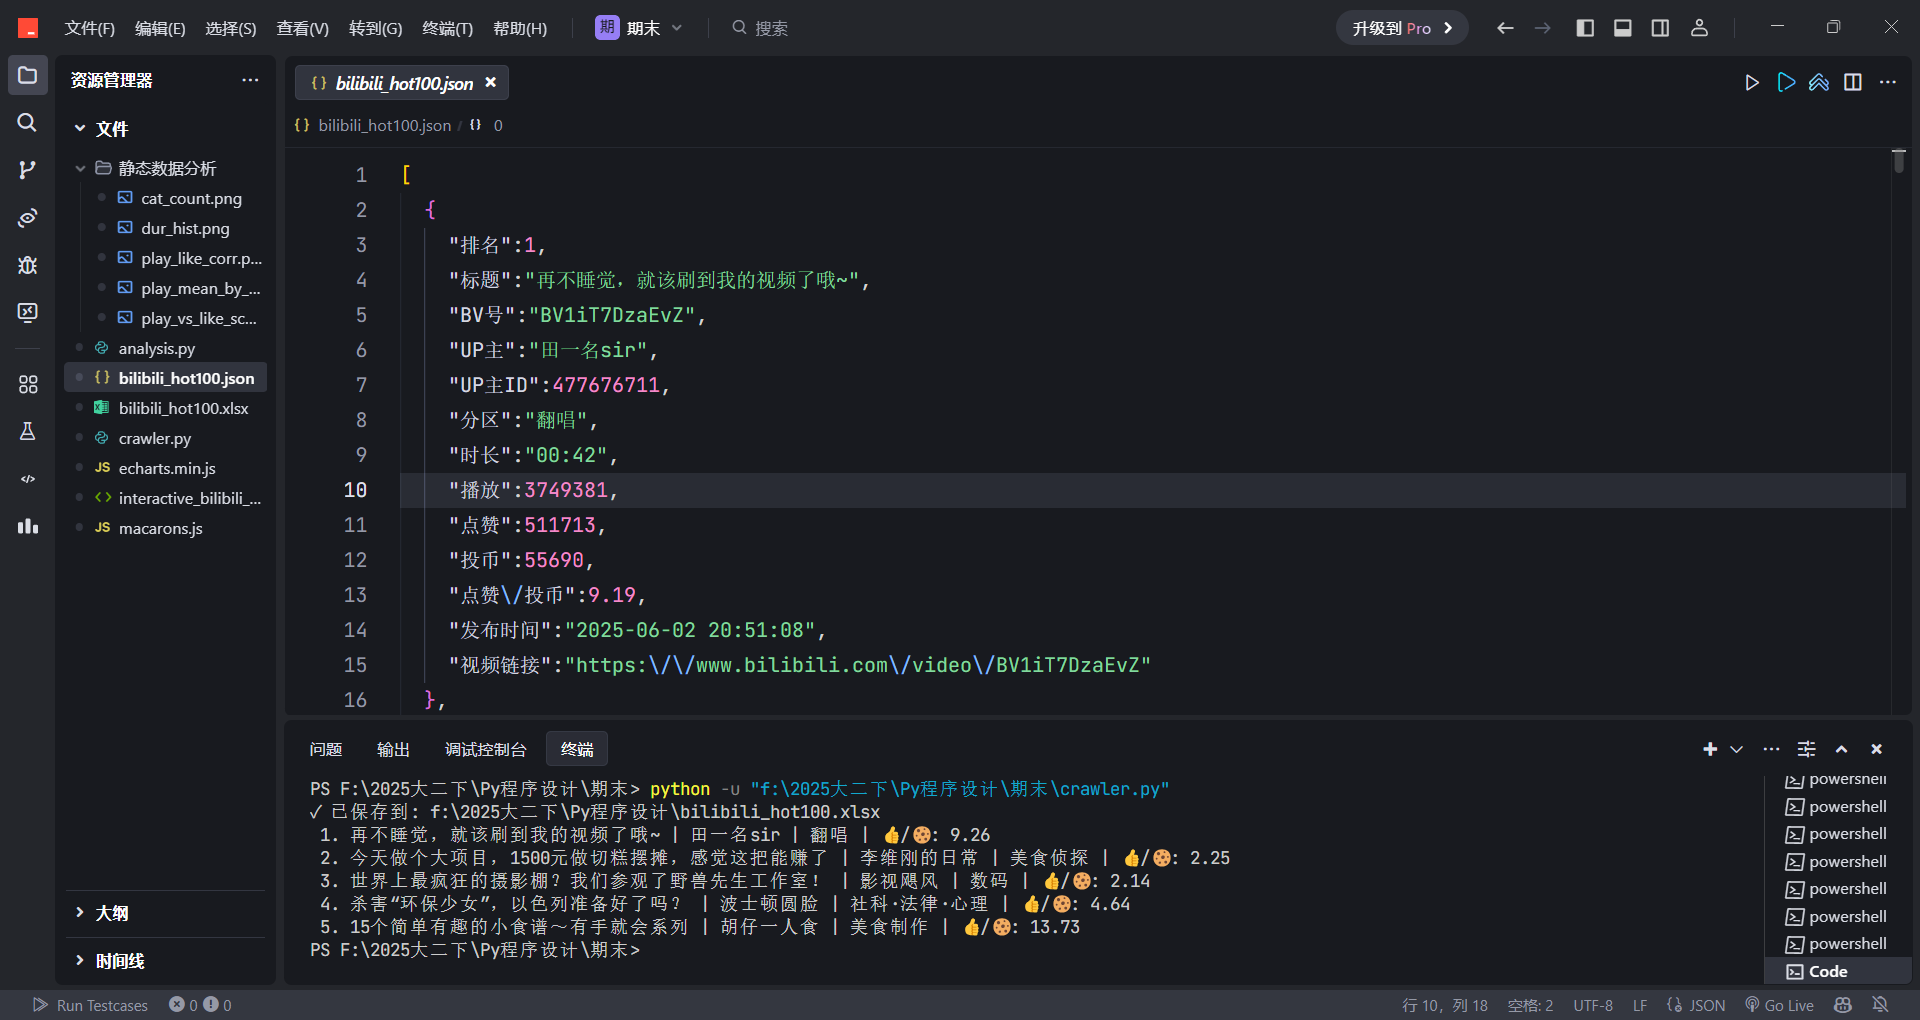 文件(F) 编辑(E) 选择(S) 查看(V) 转到(G) 终端(T) 帮助(H) 期 期末 搜索 升级到 Pro
资源管理器
文件
静态数据分析
cat_count.png
dur_hist.png
play_like_corr.p...
play_mean_by_...
play_vs_like_sc...
analysis.py
bilibili_hot100.json
bilibili_hot100.xlsx
crawler.py
JS echarts.min.js
interactive_bilibili_...
JS macarons.js
大纲
时间线
{} bilibili_hot100.json
{} bilibili_hot100.json / {} 0
1 [
2 {
3 "排名":1,
4 "标题":"再不睡觉，就该刷到我的视频了哦~",
5 "BV号":"BV1iT7DzaEvZ",
6 "UP主":"田一名sir",
7 "UP主ID":477676711,
8 "分区":"翻唱",
9 "时长":"00:42",
10 "播放":3749381,
11 "点赞":511713,
12 "投币":55690,
13 "点赞\/投币":9.19,
14 "发布时间":"2025-06-02 20:51:08",
15 "视频链接":"https:\/\/www.bilibili.com\/video\/BV1iT7DzaEvZ"
16 },
问题 输出 调试控制台 终端
PS F:\2025大二下\Py程序设计\期末> python -u "f:\2025大二下\Py程序设计\期末\crawler.py"
✓ 已保存到: f:\2025大二下\Py程序设计\bilibili_hot100.xlsx
1. 再不睡觉，就该刷到我的视频了哦~ | 田一名sir | 翻唱 | 👍/🍪: 9.26
2. 今天做个大项目，1500元做切糕摆摊，感觉这把能赚了 | 李维刚的日常 | 美食侦探 | 👍/🍪: 2.25
3. 世界上最疯狂的摄影棚？我们参观了野兽先生工作室！ | 影视飓风 | 数码 | 👍/🍪: 2.14
4. 杀害“环保少女”，以色列准备好了吗？ | 波士顿圆脸 | 社科·法律·心理 | 👍/🍪: 4.64
5. 15个简单有趣的小食谱～有手就会系列 | 胡仔一人食 | 美食制作 | 👍/🍪: 13.73
PS F:\2025大二下\Py程序设计\期末>
powershell
powershell
powershell
powershell
powershell
powershell
powershell
Code
Run Testcases 0 0 行 10，列 18 空格: 2 UTF-8 LF JSON Go Live